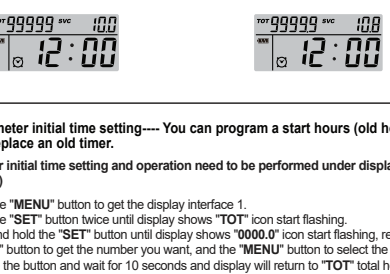 TOT 99999 SVC 10.0
12:00
TOT 99999.9 SVC 10.8
12:00
meter initial time setting---- You can program a start hours (old ho
place an old timer.
r initial time setting and operation need to be performed under displa
)
e "MENU" button to get the display interface 1.
e "SET" button twice until display shows "TOT" icon start flashing.
nd hold the "SET" button until display shows "0000.0" icon start flashing, re
" button to get the number you want, and the "MENU" button to select the
the button and wait for 10 seconds and display will return to "TOT" total h